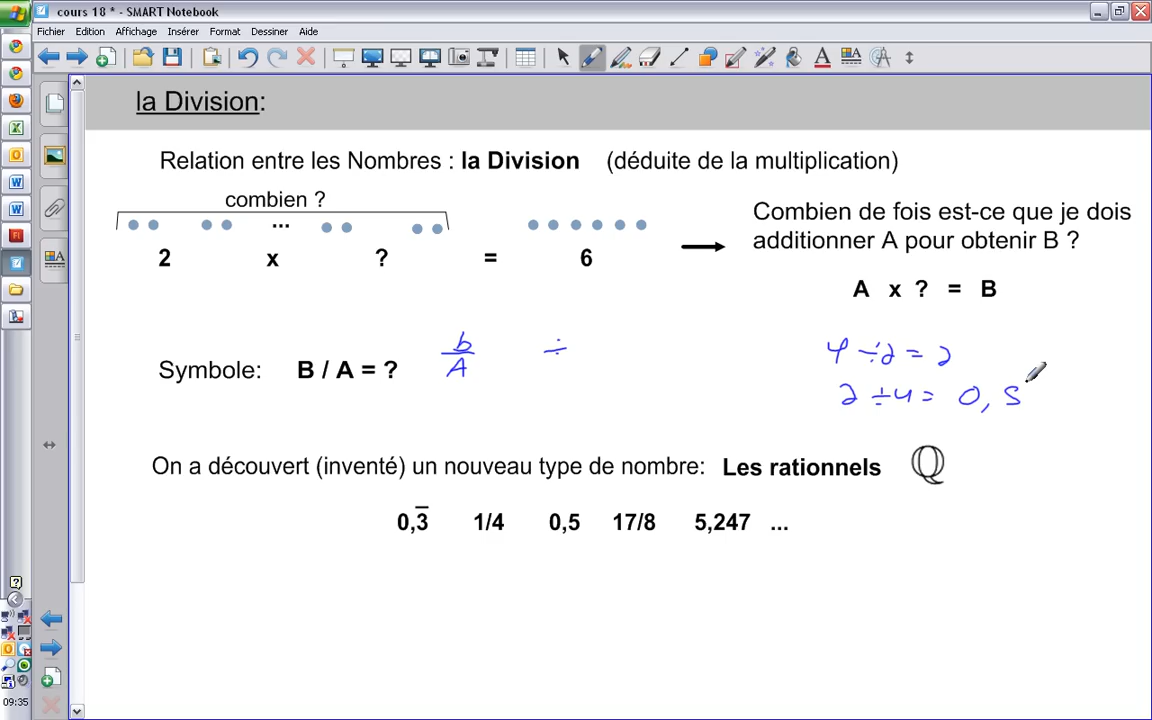 cours 18 * - SMART Notebook
Fichier Edition Affichage Insérer Format Dessiner Aide
la Division:
Relation entre les Nombres : la Division (déduite de la multiplication)
combien ?
...
2 x ? = 6
Combien de fois est-ce que je dois
additionner A pour obtenir B ?
A x ? = B
Symbole: B / A = ?
b
A
÷
4 ÷ 2 = 2
2 ÷ 4 = 0,5
On a découvert (inventé) un nouveau type de nombre: Les rationnels ℚ
0,3̅ 1/4 0,5 17/8 5,247 ...
09:35